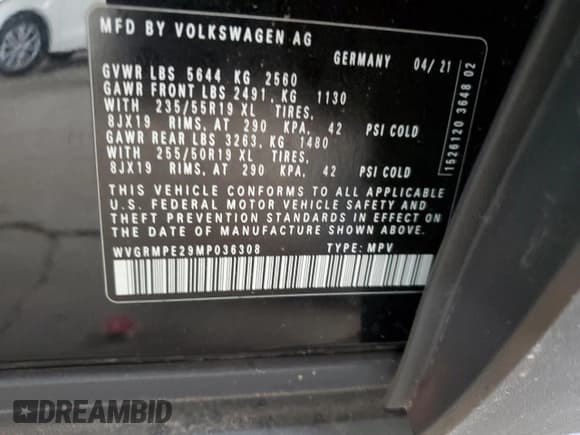 MFD BY VOLKSWAGEN AG
GERMANY 04/21
GVWR LBS 5644 KG 2560
GAWR FRONT LBS 2491, KG 1130
WITH 235/55R19 XL TIRES,
8JX19 RIMS, AT 290 KPA, 42 PSI COLD
GAWR REAR LBS 3263, KG 1480
WITH 255/50R19 XL TIRES,
8JX19 RIMS, AT 290 KPA, 42 PSI COLD
THIS VEHICLE CONFORMS TO ALL APPLICABLE
U.S. FEDERAL MOTOR VEHICLE SAFETY AND
THEFT PREVENTION STANDARDS IN EFFECT ON
THE DATE OF MANUFACTURE SHOWN ABOVE.
WVGRMPE29MP036308 TYPE: MPV
1526120 3648 02
DREAMBID